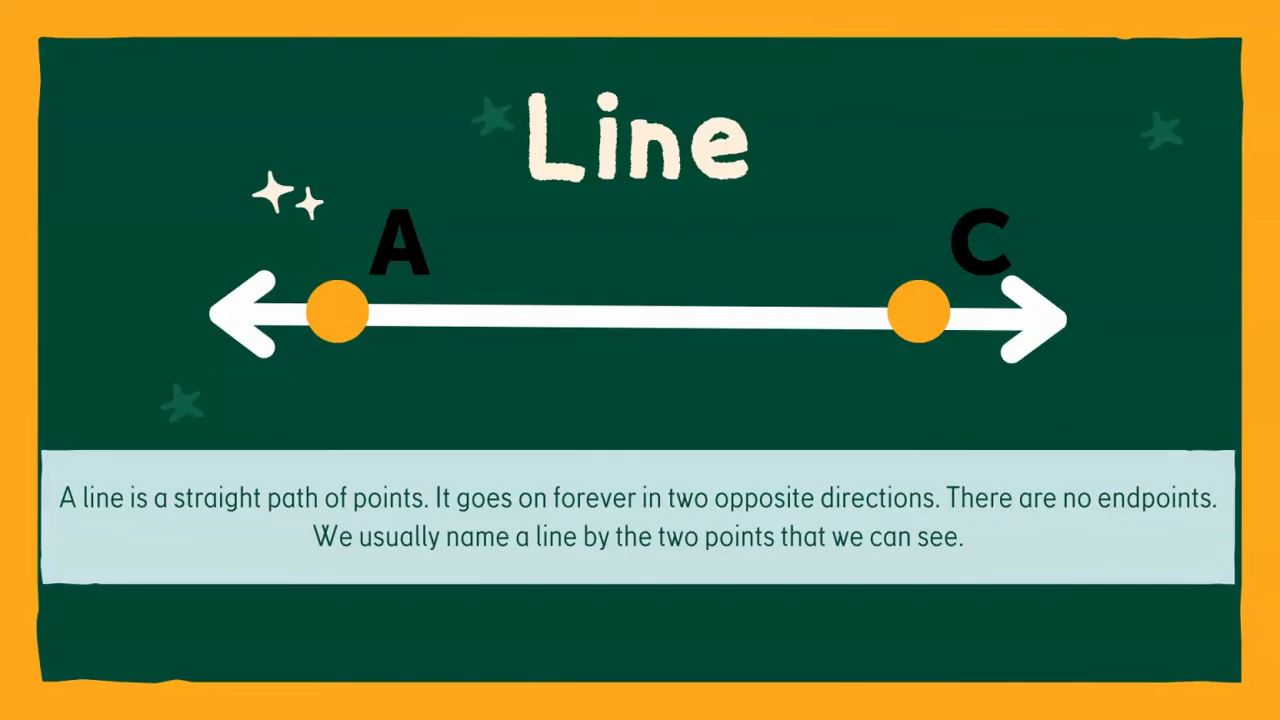 Line
A C
A line is a straight path of points. It goes on forever in two opposite directions. There are no endpoints.
We usually name a line by the two points that we can see.